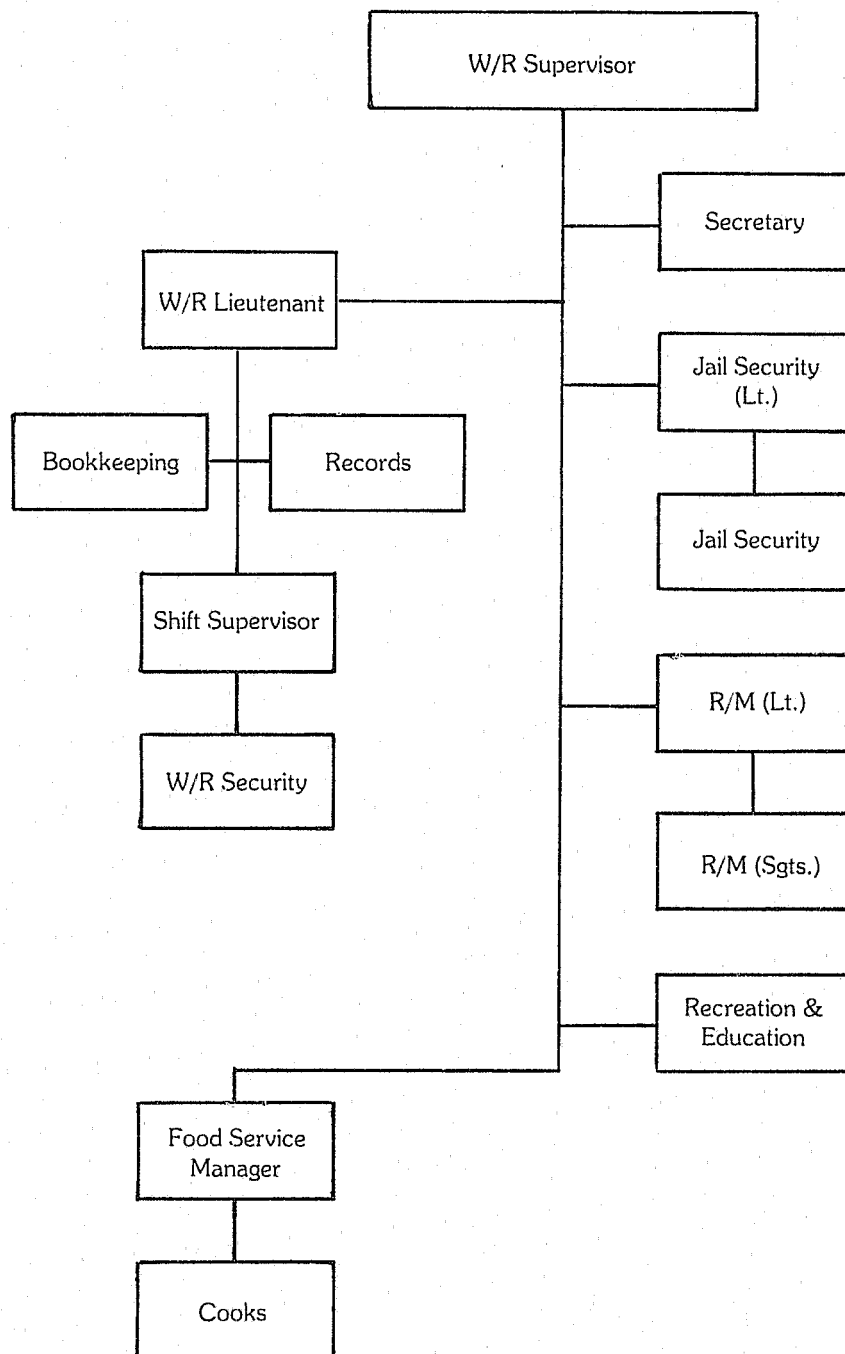 W/R Supervisor
Secretary
W/R Lieutenant
Jail Security
(Lt.)
Bookkeeping
Records
Jail Security
Shift Supervisor
R/M (Lt.)
W/R Security
R/M (Sgts.)
Recreation &
Education
Food Service
Manager
Cooks